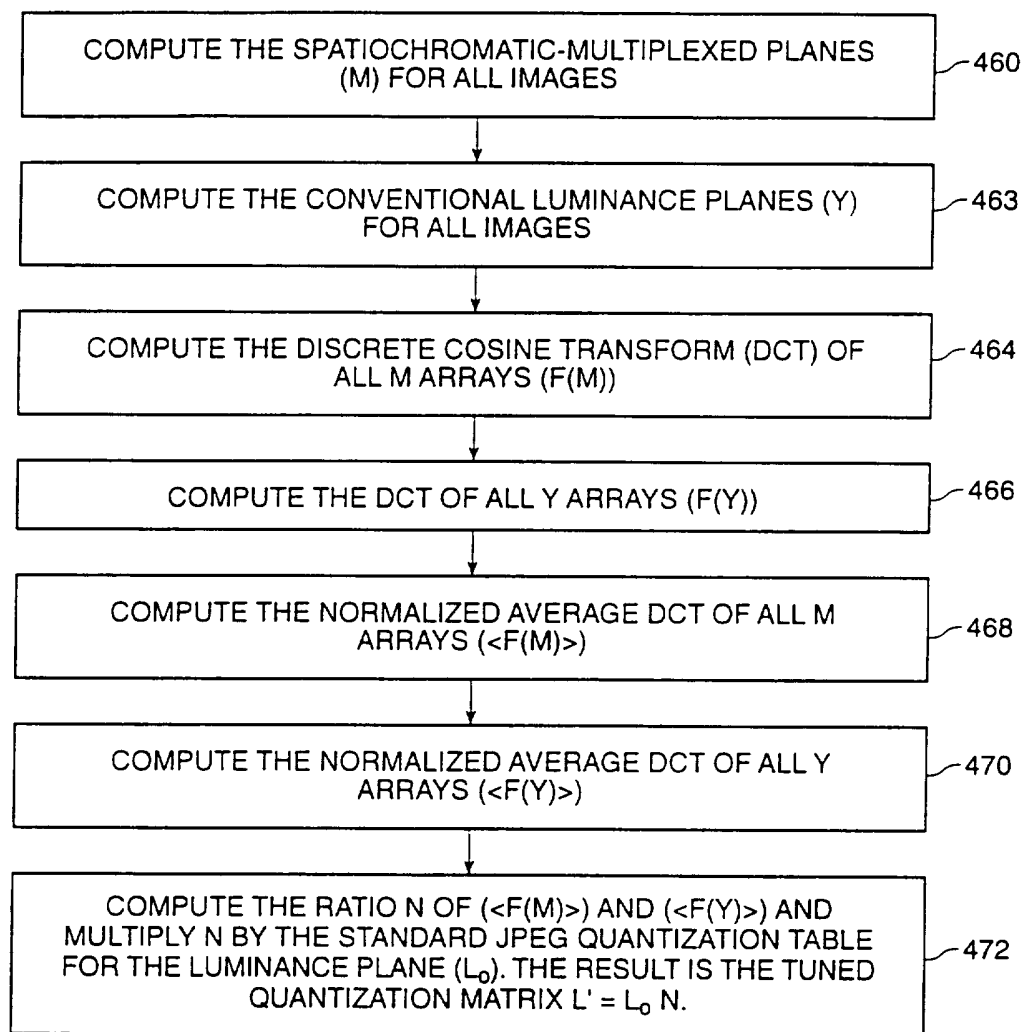 COMPUTE THE SPATIOCHROMATIC-MULTIPLEXED PLANES
(M) FOR ALL IMAGES
460
COMPUTE THE CONVENTIONAL LUMINANCE PLANES (Y)
FOR ALL IMAGES
463
COMPUTE THE DISCRETE COSINE TRANSFORM (DCT) OF
ALL M ARRAYS (F(M))
464
COMPUTE THE DCT OF ALL Y ARRAYS (F(Y))
466
COMPUTE THE NORMALIZED AVERAGE DCT OF ALL M
ARRAYS (<F(M)>)
468
COMPUTE THE NORMALIZED AVERAGE DCT OF ALL Y
ARRAYS (<F(Y)>)
470
COMPUTE THE RATIO N OF (<F(M)>) AND (<F(Y)>) AND
MULTIPLY N BY THE STANDARD JPEG QUANTIZATION TABLE
FOR THE LUMINANCE PLANE (L₀). THE RESULT IS THE TUNED
QUANTIZATION MATRIX L' = L₀ N.
472